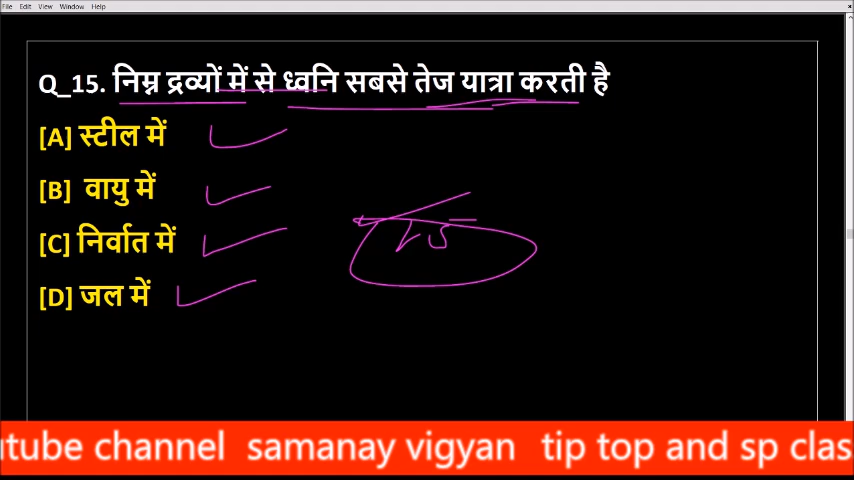 File Edit View Window Help
Q_15. निम्न द्रव्यों में से ध्वनि सबसे तेज यात्रा करती है
[A] स्टील में
[B] वायु में
[C] निर्वात में
[D] जल में
utube channel samanay vigyan tip top and sp clas